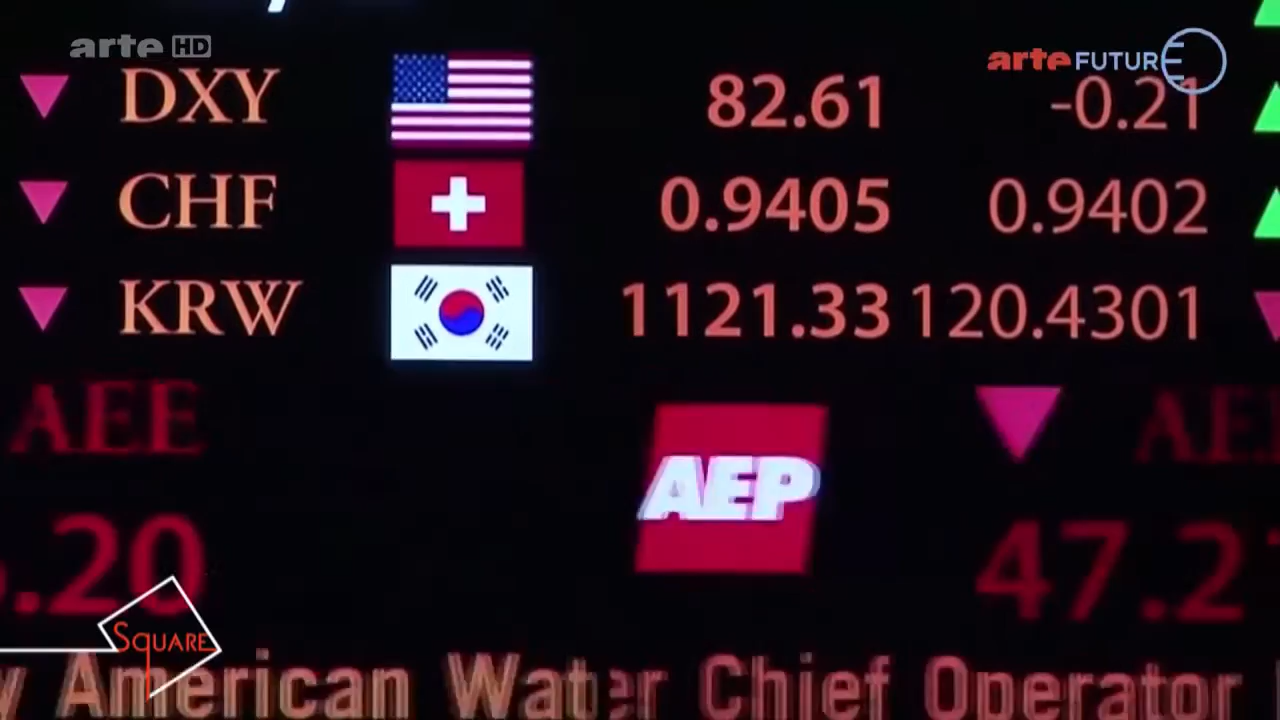 arte HD
arte FUTURE
DXY 82.61 -0.21
CHF 0.9405 0.9402
KRW 1121.33 120.4301
AEE
AEP
.20
47.2
SQUARE
American Water Chief Operator